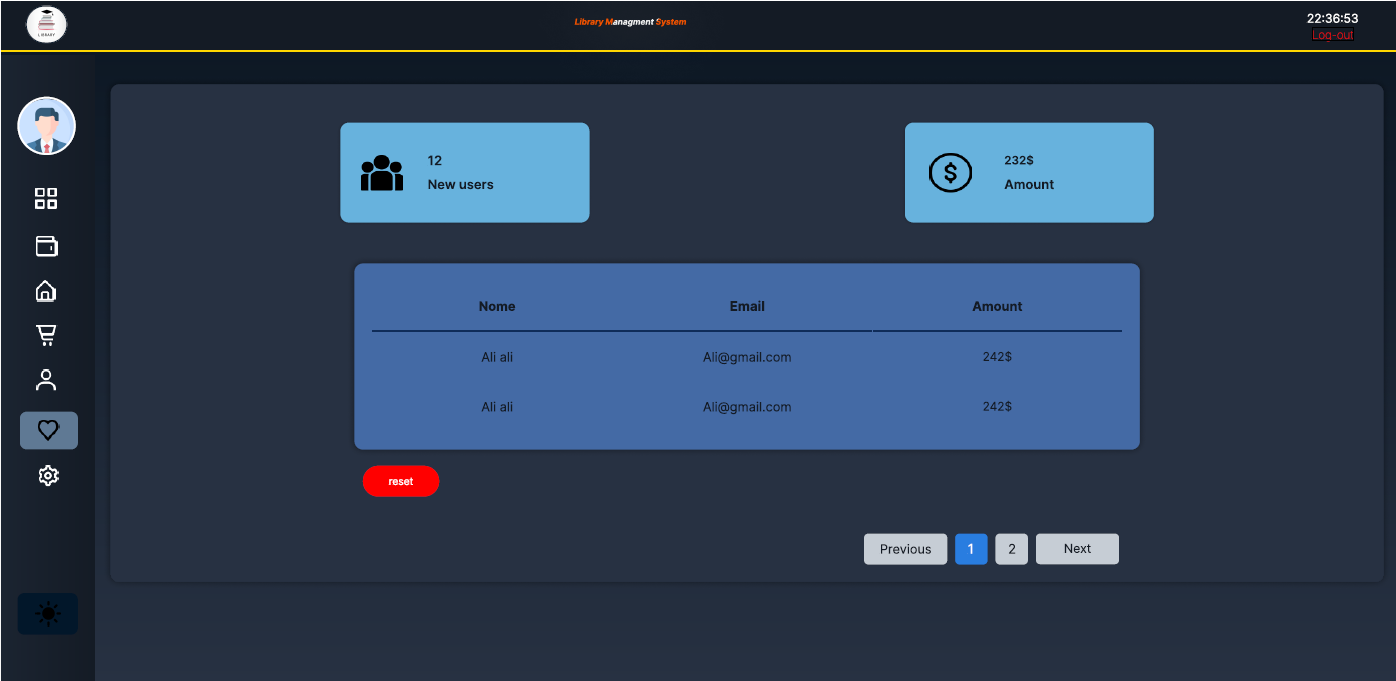 LIBRARY
Library Managment System
22:36:53
Log-out
12
New users
232$
Amount
Nome Email Amount
Ali ali Ali@gmail.com 242$
Ali ali Ali@gmail.com 242$
reset
Previous 1 2 Next